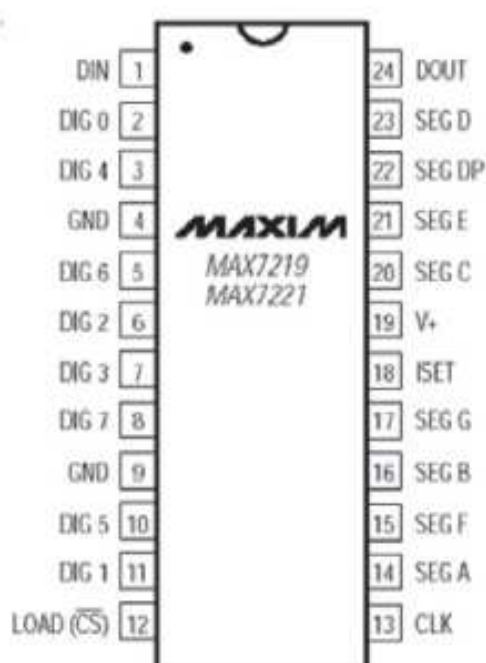 DIN 1 24 DOUT
DIG 0 2 23 SEG D
DIG 4 3 22 SEG DP
GND 4 MAXIM 21 SEG E
DIG 6 5 MAX7219 20 SEG C
MAX7221
DIG 2 6 19 V+
DIG 3 7 18 ISET
DIG 7 8 17 SEG G
GND 9 16 SEG B
DIG 5 10 15 SEG F
DIG 1 11 14 SEG A
LOAD (C̅S̅) 12 13 CLK